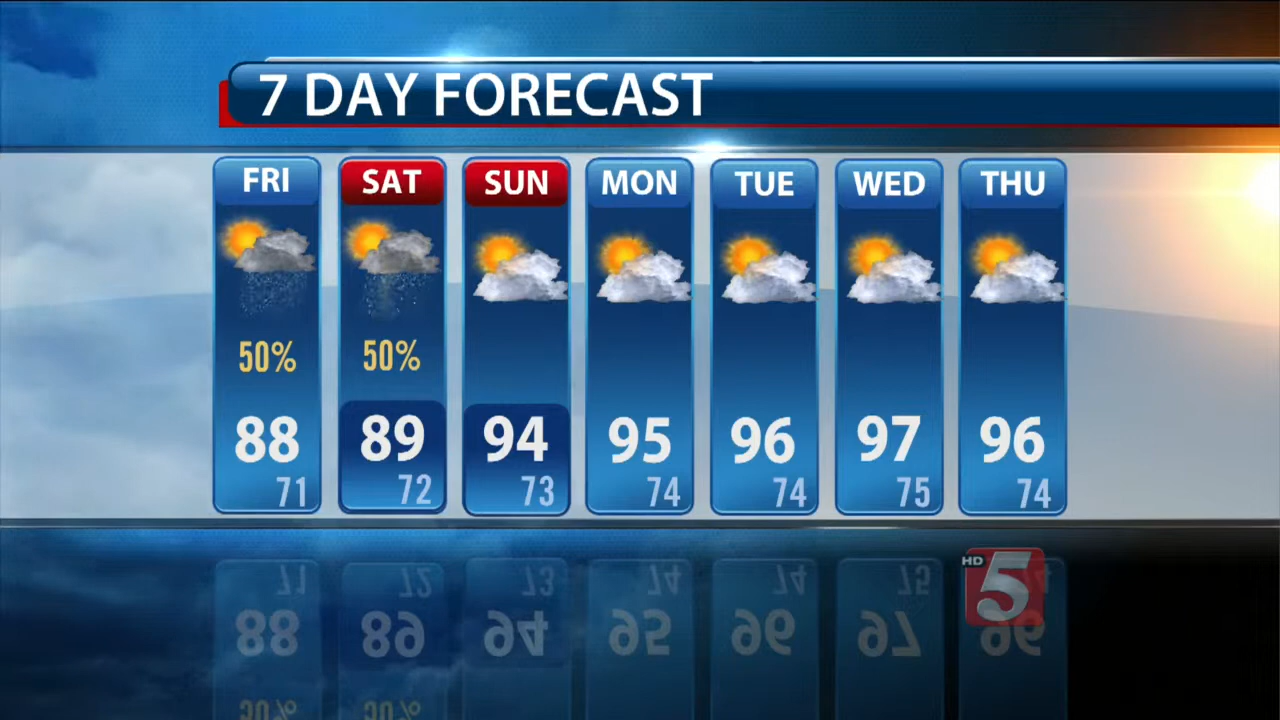 7 DAY FORECAST
FRI SAT SUN MON TUE WED THU
50% 50%
88 89 94 95 96 97 96
71 72 73 74 74 75 74
HD 5